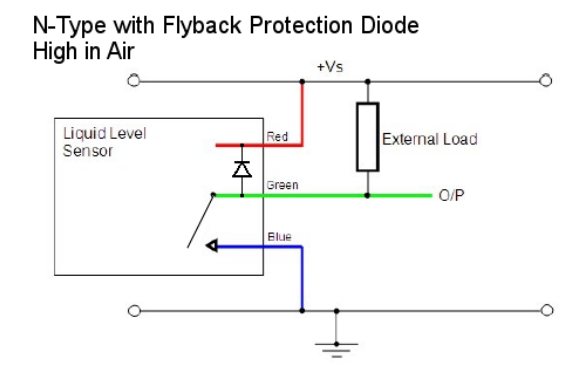 N-Type with Flyback Protection Diode
High in Air
+Vs
Liquid Level
Sensor
Red
External Load
Green
O/P
Blue